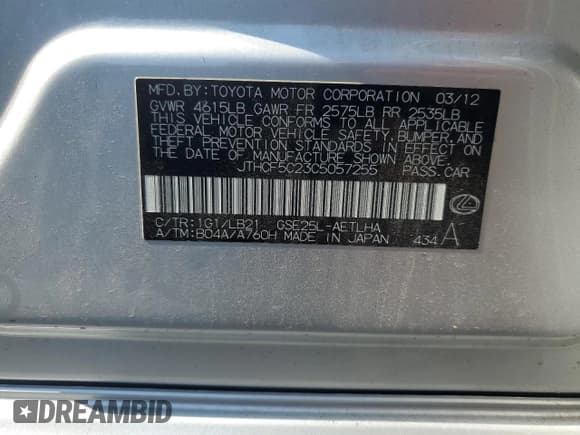 MFD. BY: TOYOTA MOTOR CORPORATION 03/12
GVWR 4615LB GAWR FR 2575LB RR 2535LB
THIS VEHICLE CONFORMS TO ALL APPLICABLE
FEDERAL MOTOR VEHICLE SAFETY, BUMPER, AND
THEFT PREVENTION STANDARDS IN EFFECT ON
THE DATE OF MANUFACTURE SHOWN ABOVE.
JTHCF5C23C5057255 PASS. CAR
C/TR: 1G1/LB21 GSE25L-AETLHA
A/TM: B04A/A760H MADE IN JAPAN 434 A
DREAMBID